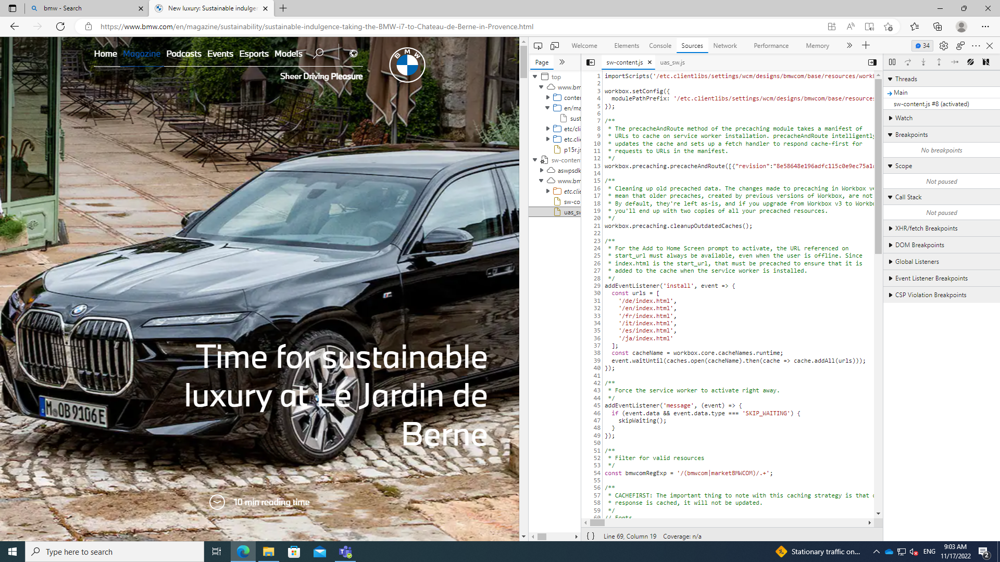 bmw - Search
New luxury: Sustainable indulger
https://www.bmw.com/en/magazine/sustainability/sustainable-indulgence-taking-the-BMW-i7-to-Chateau-de-Berne-in-Provence.html
Home Magazine Podcasts Events Esports Models
BMW
Sheer Driving Pleasure
M OB 9106 E
Time for sustainable
luxury at Le Jardin de
Berne
10 min reading time
Welcome Elements Console Sources Network Performance Memory 34
Page
top
www.bm
conter
en/ma
sust
etc/cli
etc.clie
p15r.js
sw-content
aswpsdk
www.bm
etc.clie
sw-co
uas_sw
sw-content.js uas_sw.js
1 importScripts('/etc.clientlibs/settings/wcm/designs/bmwcom/base/resources/workb
2
3 workbox.setConfig({
4 modulePathPrefix: '/etc.clientlibs/settings/wcm/designs/bmwcom/base/resources
5 });
6
7 /**
8 * The precacheAndRoute method of the precaching module takes a manifest of
9 * URLs to cache on service worker installation. precacheAndRoute intelligently
10 * updates the cache and sets up a fetch handler to respond cache-first for
11 * requests to URLs in the manifest.
12 */
13 workbox.precaching.precacheAndRoute([{"revision":"8e58648e196adfc115c0e9ec75a1c
14
15 /**
16 * Cleaning up old precached data. The changes made to precaching in Workbox v4
17 * mean that older precaches, created by previous versions of Workbox, are not
18 * By default, they're left as-is, and if you upgrade from Workbox v3 to Workbo
19 * you'll end up with two copies of all your precached resources.
20 */
21 workbox.precaching.cleanupOutdatedCaches();
22
23 /**
24 * For the Add to Home Screen prompt to activate, the URL referenced on
25 * start_url must always be available, even when the user is offline. Since
26 * index.html is the start_url, that must be precached to ensure that it is
27 * added to the cache when the service worker is installed.
28 */
29 addEventListener('install', event => {
30 const urls = [
31 '/de/index.html',
32 '/en/index.html',
33 '/fr/index.html',
34 '/it/index.html',
35 '/es/index.html',
36 '/ja/index.html'
37 ];
38 const cacheName = workbox.core.cacheNames.runtime;
39 event.waitUntil(caches.open(cacheName).then(cache => cache.addAll(urls)));
40 });
41
42 /**
43 * Force the service worker to activate right away.
44 */
45 addEventListener('message', (event) => {
46 if (event.data && event.data.type === 'SKIP_WAITING') {
47 skipWaiting();
48 }
49 });
50
51 /**
52 * Filter for valid resources
53 */
54 const bmwcomRegExp = '/(bmwcom|marketBMWCOM)/.+';
55
56 /**
57 * CACHEFIRST: The important thing to note with this caching strategy is that o
58 * response is cached, it will not be updated.
59 */
60 // Fonts
{ } Line 69, Column 19 Coverage: n/a
Threads
Main
sw-content.js #8 (activated)
Watch
Breakpoints
No breakpoints
Scope
Not paused
Call Stack
Not paused
XHR/fetch Breakpoints
DOM Breakpoints
Global Listeners
Event Listener Breakpoints
CSP Violation Breakpoints
Type here to search
Stationary traffic on...
ENG
9:03 AM
11/17/2022
2